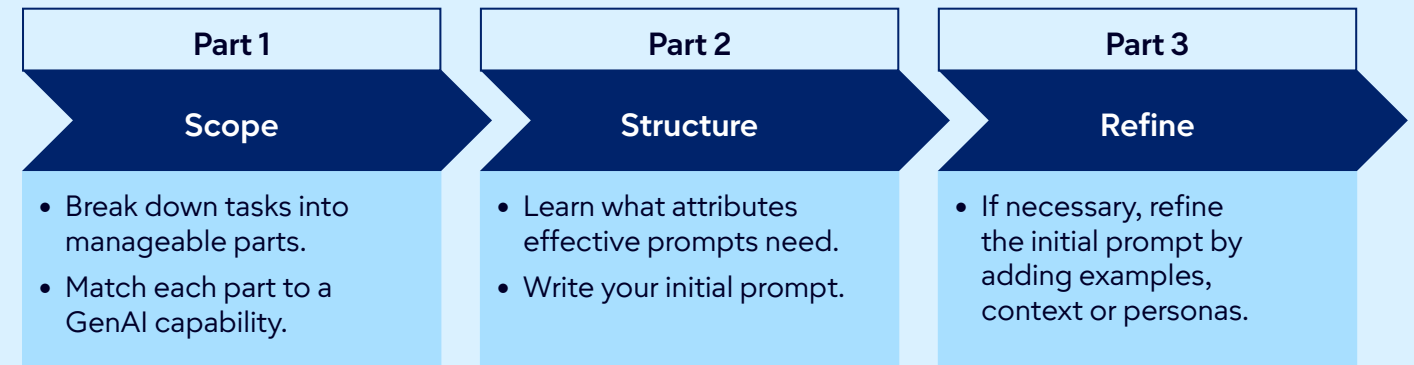 Part 1
Scope
• Break down tasks into
manageable parts.
• Match each part to a
GenAI capability.
Part 2
Structure
• Learn what attributes
effective prompts need.
• Write your initial prompt.
Part 3
Refine
• If necessary, refine
the initial prompt by
adding examples,
context or personas.